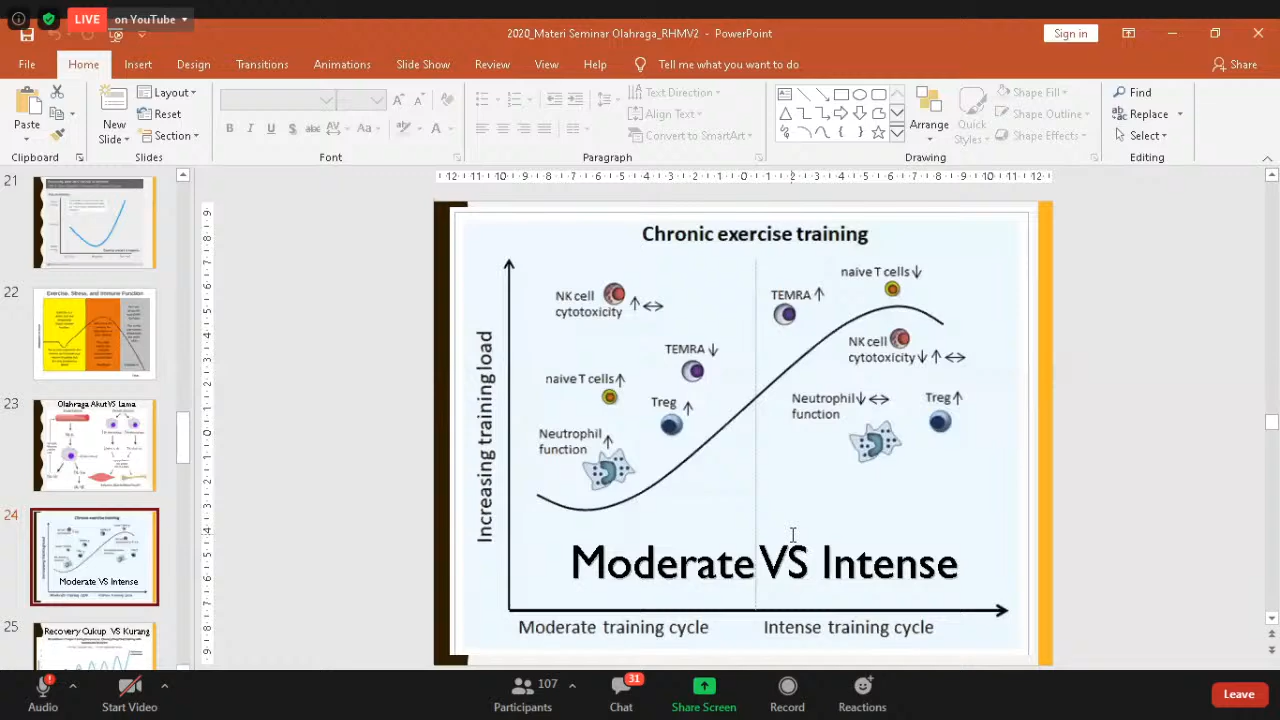 LIVE on YouTube
2020_Materi Seminar Olahraga_RHMV2 - PowerPoint
Sign in
File Home Insert Design Transitions Animations Slide Show Review View Help Tell me what you want to do Share
Paste
New Slide
Layout
Reset
Section
B I U S abc AV Aa
A A
Text Direction
Align Text
Convert to SmartArt
Arrange
Quick Styles
Shape Fill
Shape Outline
Shape Effects
Find
Replace
Select
Clipboard Slides Font Paragraph Drawing Editing
21
22
Exercise, Stress, and Immune Function
23
Olahraga Akut VS Lama
24
Chronic exercise training
Moderate VS Intense
25
Recovery Cukup VS Kurang
Chronic exercise training
Increasing training load
NK cell
cytotoxicity ↑ ↔
TEMRA ↓
naive T cells ↑
Treg ↑
Neutrophil
function ↑
naive T cells ↓
TEMRA ↑
NK cell
cytotoxicity ↓ ↑ ↔
Neutrophil ↓ ↔
function
Treg ↑
Moderate VS Intense
Moderate training cycle
Intense training cycle
Audio
Start Video
107
Participants
31
Chat
Share Screen
Record
Reactions
Leave